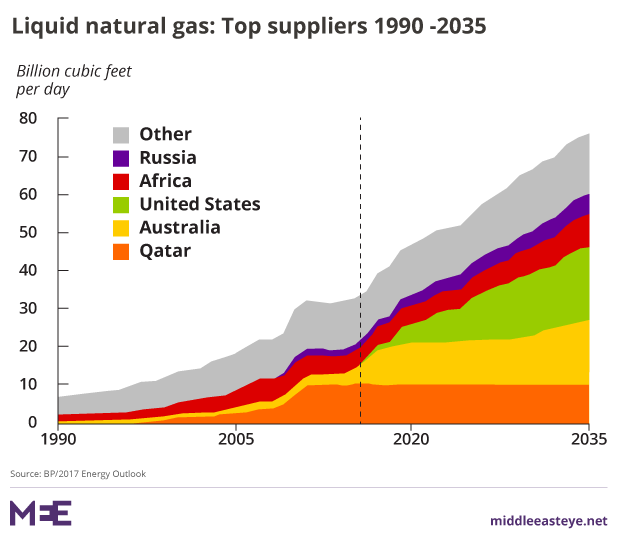 Liquid natural gas: Top suppliers 1990 -2035
Billion cubic feet
per day
80
70
60
50
40
30
20
10
0
Other
Russia
Africa
United States
Australia
Qatar
1990 2005 2020 2035
Source: BP/2017 Energy Outlook
MEE
middleeasteye.net